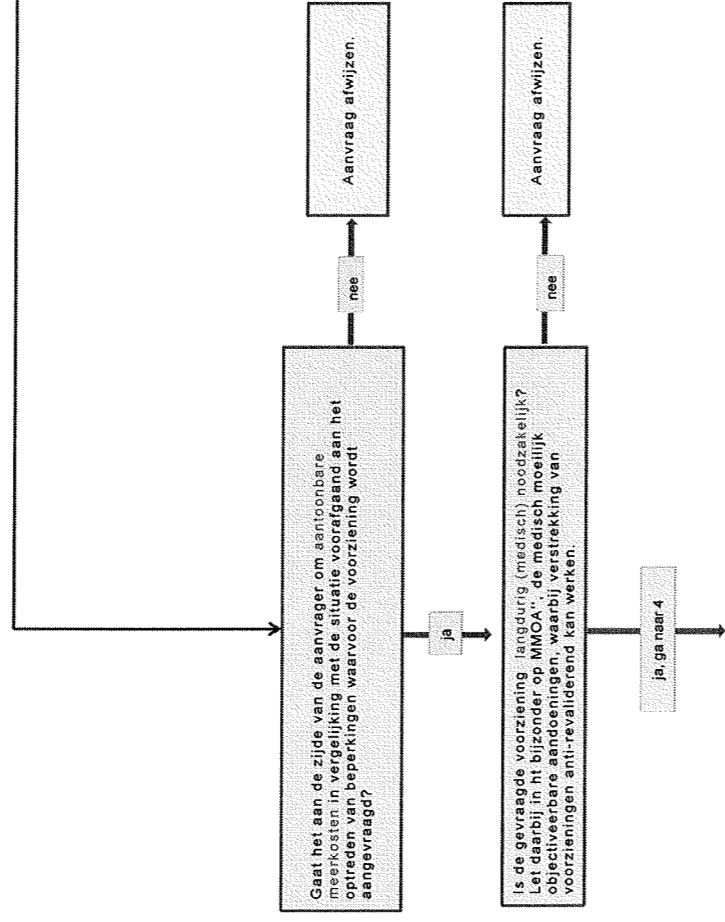 Gaat het aan de zijde van de aanvrager om aantoonbare
meerkosten in vergelijking met de situatie voorafgaand aan het
optreden van beperkingen waarvoor de voorziening wordt
aangevraagd?
nee
Aanvraag afwijzen.
ja
Is de gevraagde voorziening langdurig (medisch) noodzakelijk?
Let daarbij in ht bijzonder op MMOA'', de medisch moeilijk
objectiveerbare aandoeningen, waarbij verstrekking van
voorzieningen anti-revaliderend kan werken.
nee
Aanvraag afwijzen.
ja, ga naar 4